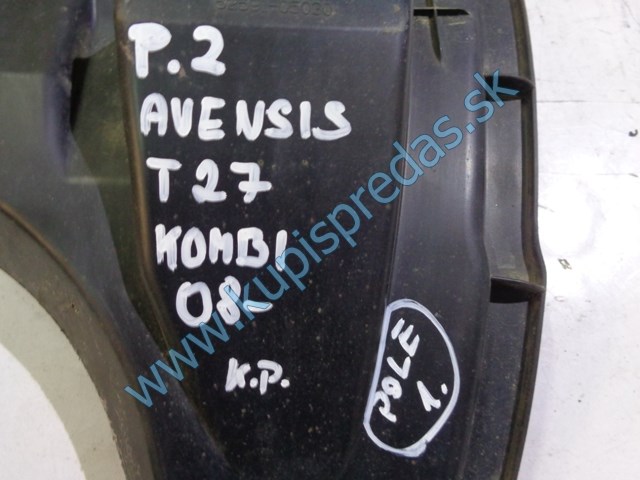 P.2
AVENSIS
T27
KOMBI
08
K.P.
POLE
1.
www.kupispredas.sk